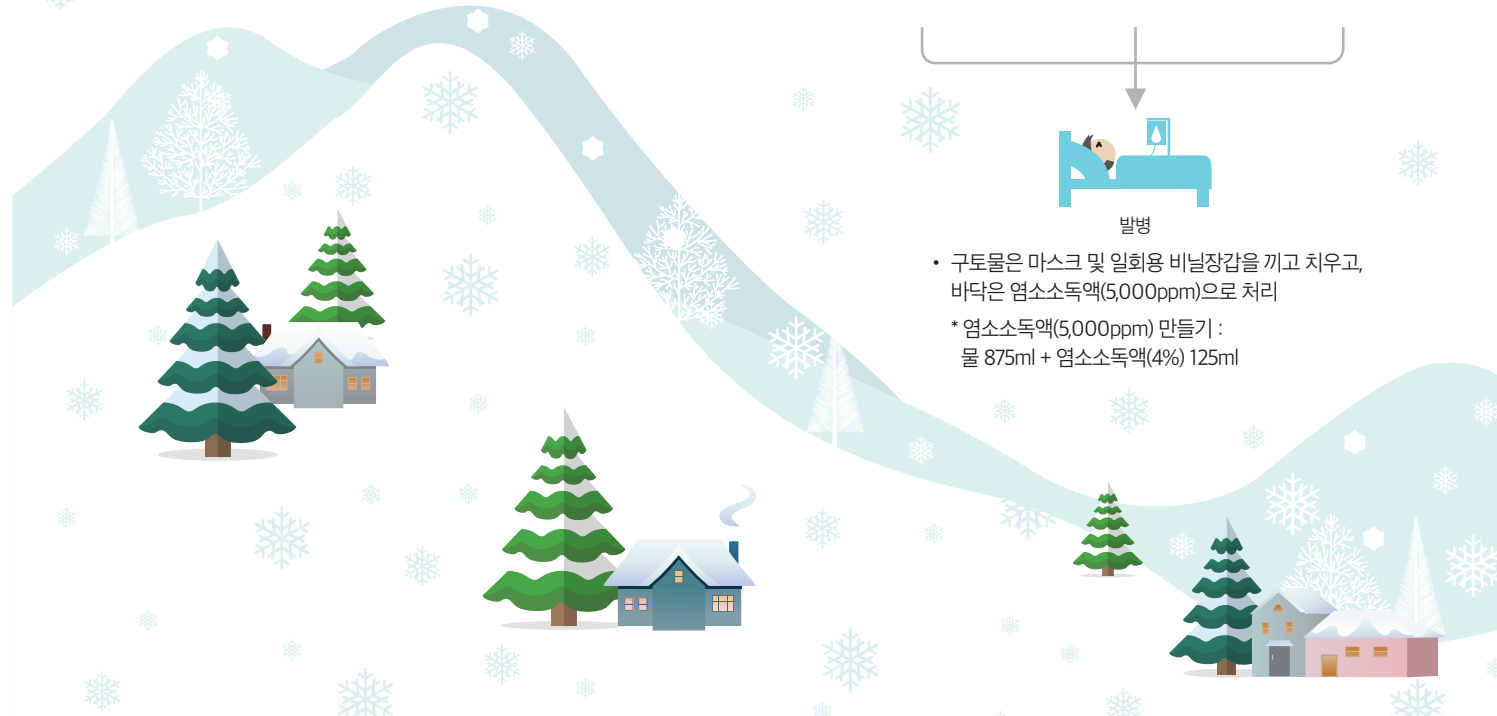 발병
• 구토물은 마스크 및 일회용 비닐장갑을 끼고 치우고,
바닥은 염소소독액(5,000ppm)으로 처리
* 염소소독액(5,000ppm) 만들기 :
물 875ml + 염소소독액(4%) 125ml